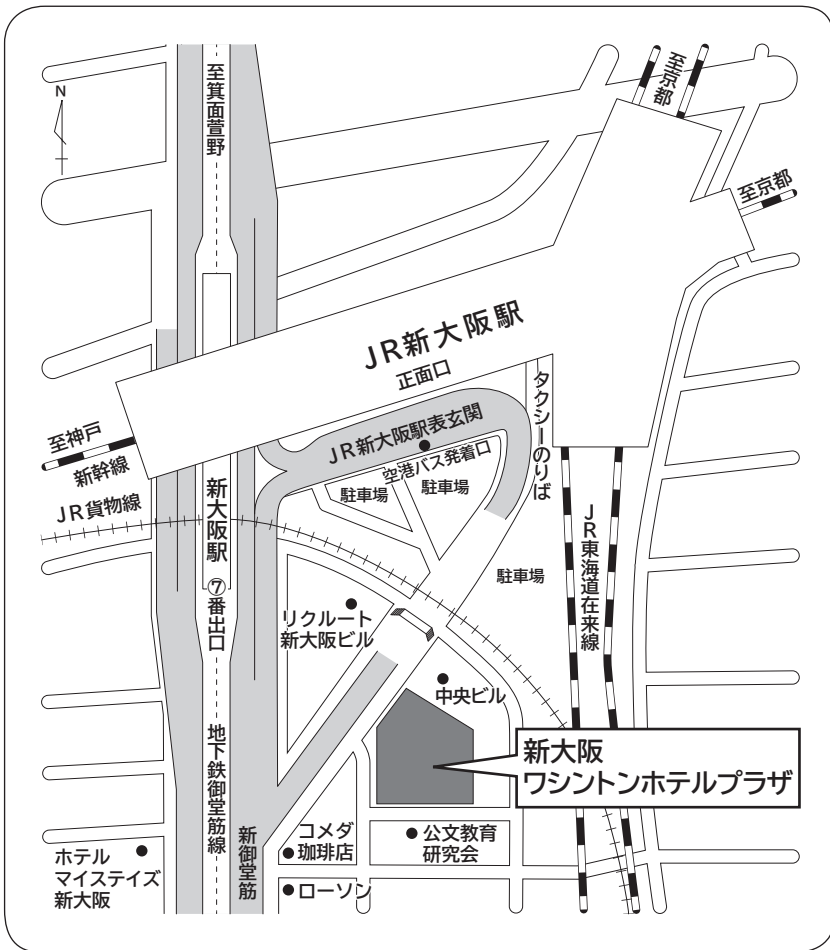 至箕面萱野
至京都
N
至京都
JR新大阪駅
正面口
タクシーのりば
JR新大阪駅表玄関
空港バス発着口
駐車場
駐車場
至神戸
新幹線
JR貨物線
新大阪駅
⑦番出口
駐車場
JR東海道在来線
リクルート
新大阪ビル
中央ビル
新大阪
ワシントンホテルプラザ
地下鉄御堂筋線
新御堂筋
コメダ
珈琲店
公文教育
研究会
ホテル
マイステイズ
新大阪
ローソン